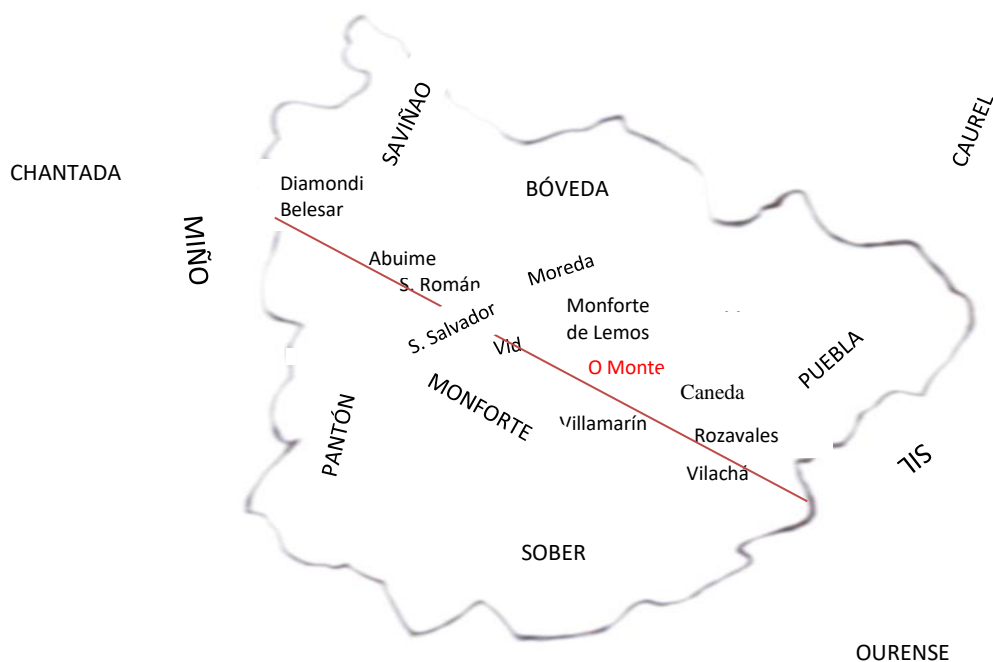 CAUREL
SAVIÑAO
CHANTADA
Diamondi
Belesar
BÓVEDA
MIÑO
Abuime
S. Román
Moreda
S. Salvador
Monforte
de Lemos
Vid
O Monte
PUEBLA
MONFORTE
Caneda
PANTÓN
Villamarín
Rozavales
SIL
Vilachá
SOBER
OURENSE